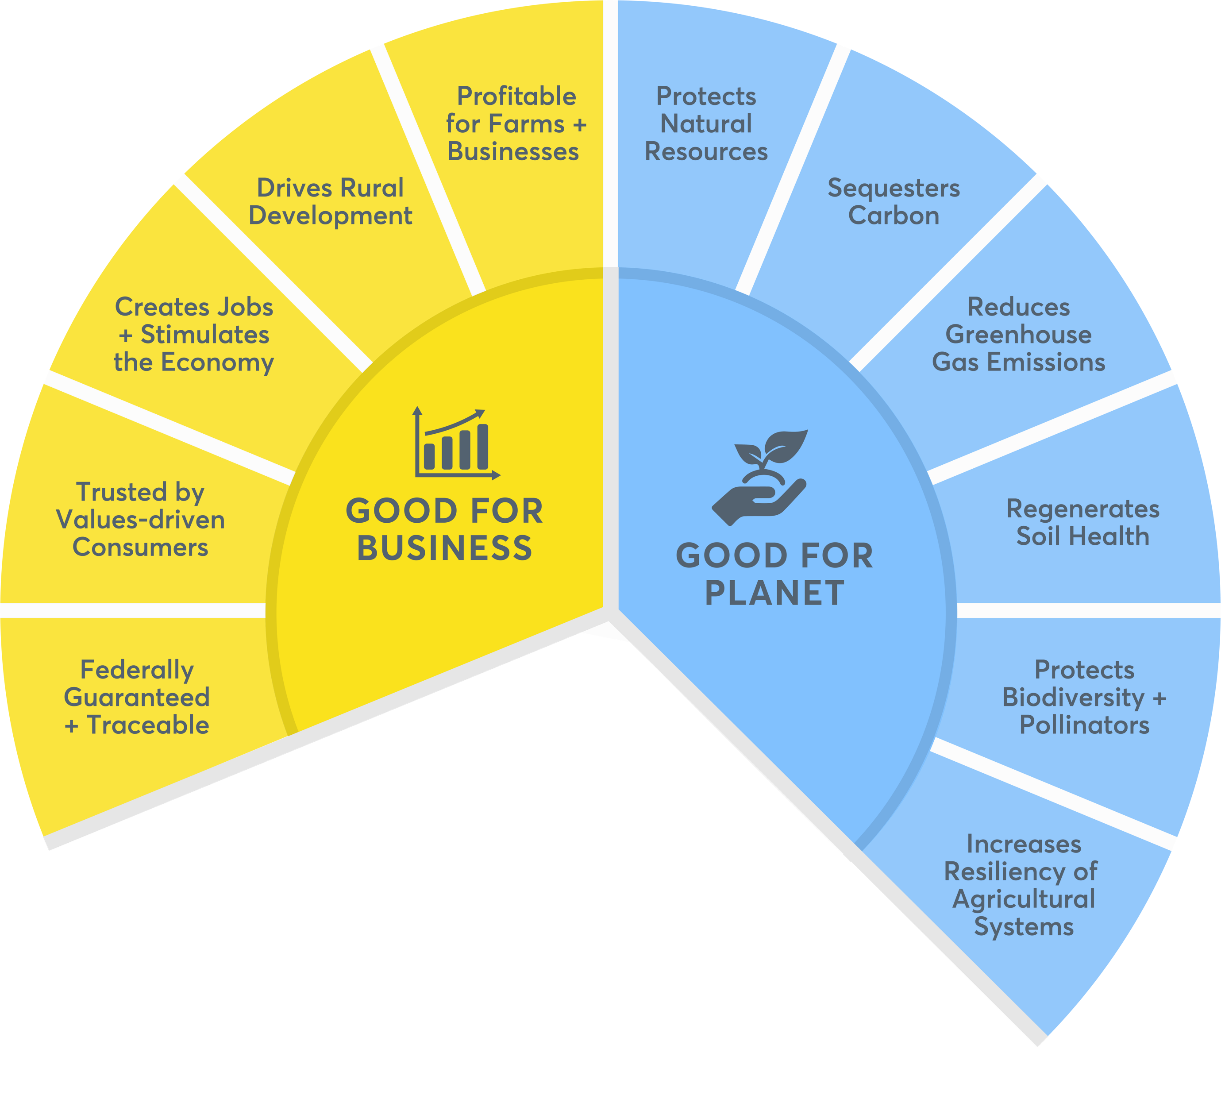 Profitable
for Farms +
Businesses
Protects
Natural
Resources
Drives Rural
Development
Sequesters
Carbon
Creates Jobs
+ Stimulates
the Economy
Reduces
Greenhouse
Gas Emissions
Trusted by
Values-driven
Consumers
GOOD FOR
BUSINESS
GOOD FOR
PLANET
Regenerates
Soil Health
Federally
Guaranteed
+ Traceable
Protects
Biodiversity +
Pollinators
Increases
Resiliency of
Agricultural
Systems